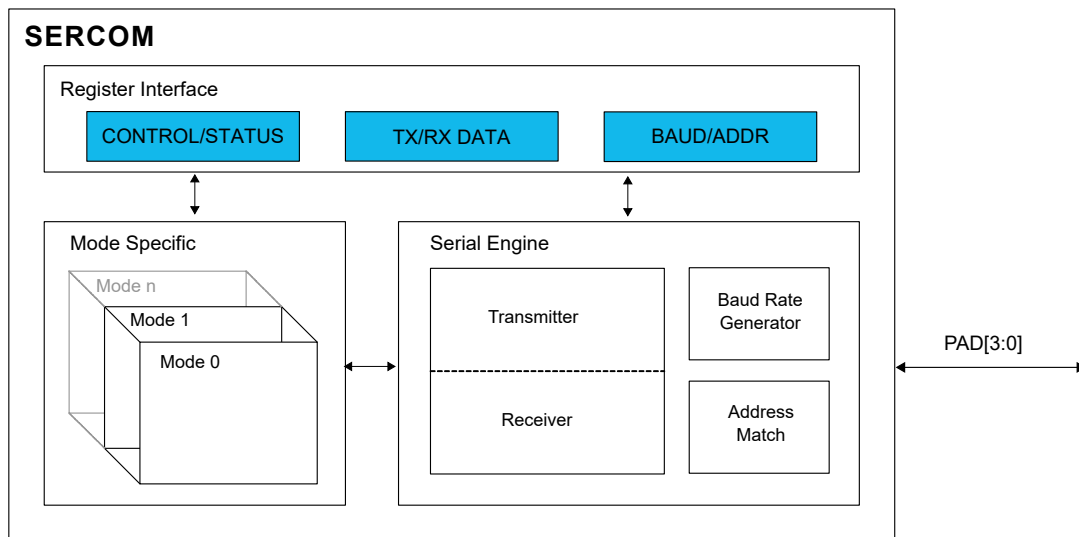 SERCOM
Register Interface
CONTROL/STATUS
TX/RX DATA
BAUD/ADDR
Mode Specific
Mode n
Mode 1
Mode 0
Serial Engine
Transmitter
Receiver
Baud Rate
Generator
Address
Match
PAD[3:0]